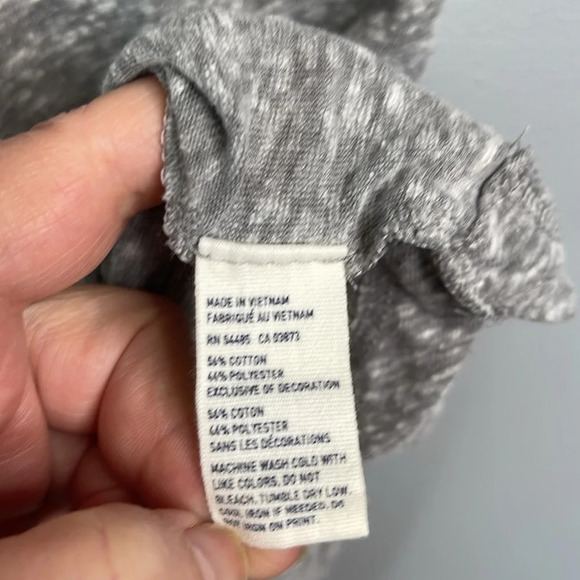 MADE IN VIETNAM
FABRIQUÉ AU VIETNAM
RN 54485 CA 03873
56% COTTON
44% POLYESTER
EXCLUSIVE OF DECORATION
56% COTON
44% POLYESTER
SANS LES DÉCORATIONS
MACHINE WASH COLD WITH
LIKE COLORS. DO NOT
BLEACH. TUMBLE DRY LOW.
COOL IRON IF NEEDED. DO
NOT IRON ON PRINT.